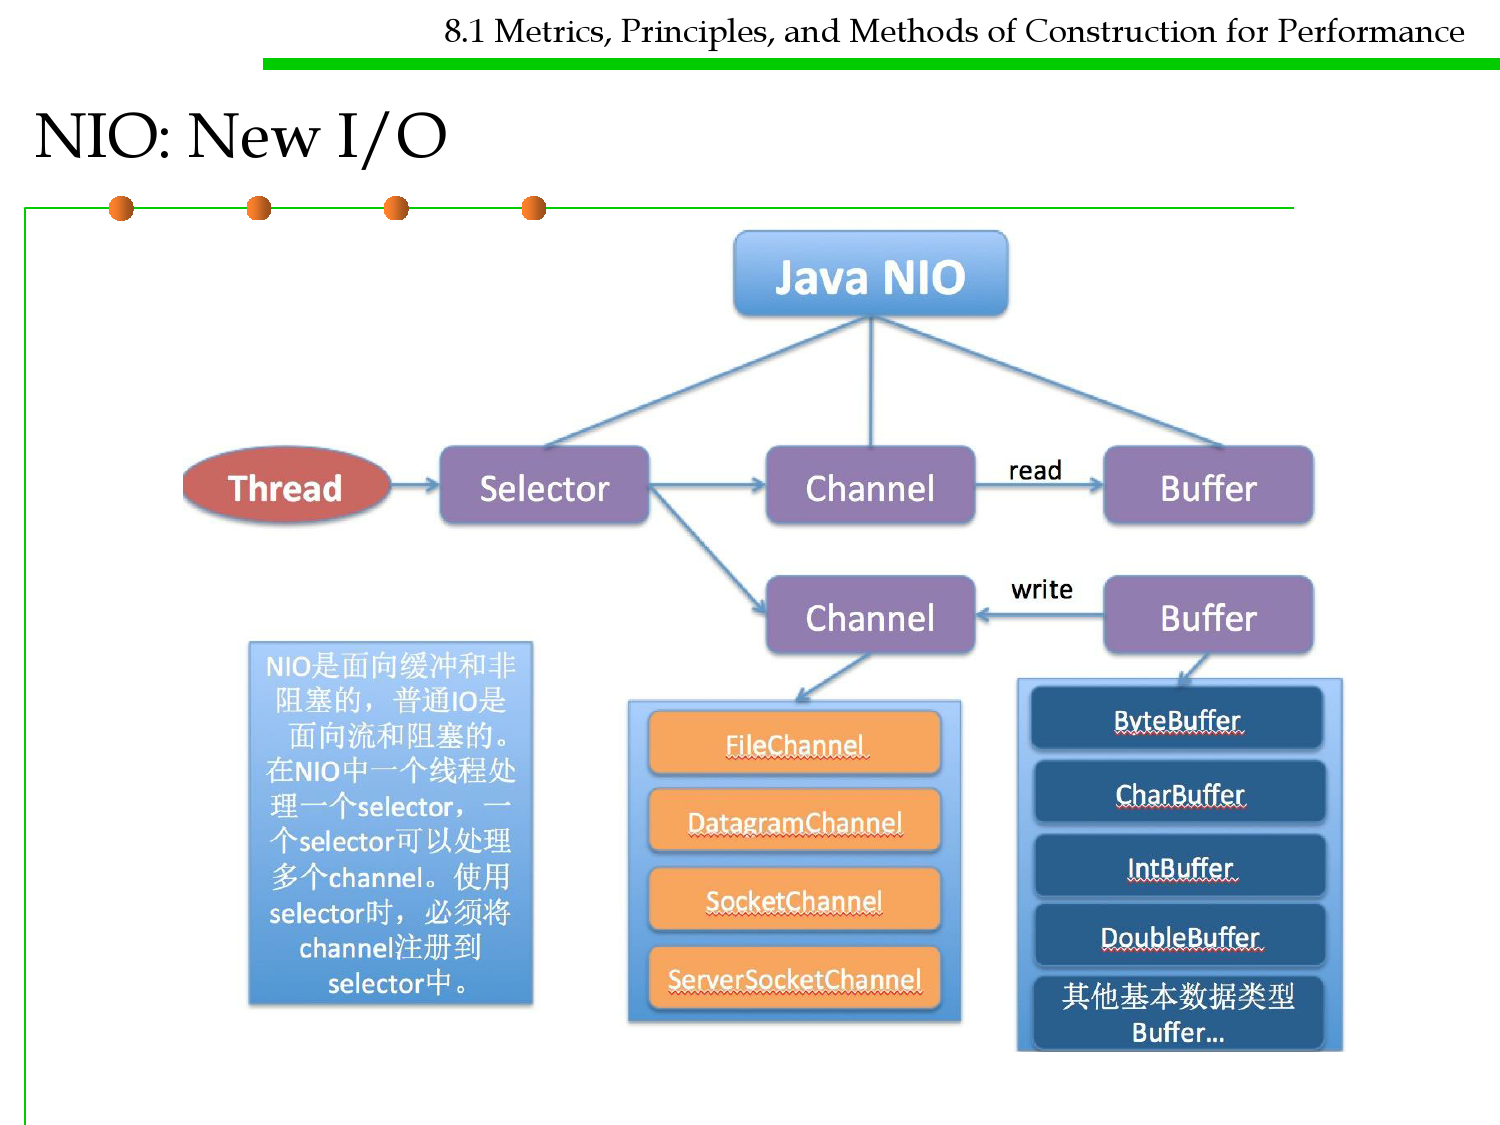 8.1 Metrics, Principles, and Methods of Construction for Performance
NIO: New I/O
Java NIO
Thread
Selector
Channel
read
Buffer
Channel
write
Buffer
NIO是面向缓冲和非
阻塞的，普通IO是
面向流和阻塞的。
在NIO中一个线程处
理一个selector，一
个selector可以处理
多个channel。使用
selector时，必须将
channel注册到
selector中。
FileChannel
DatagramChannel
SocketChannel
ServerSocketChannel
ByteBuffer
CharBuffer
IntBuffer
DoubleBuffer
其他基本数据类型
Buffer...